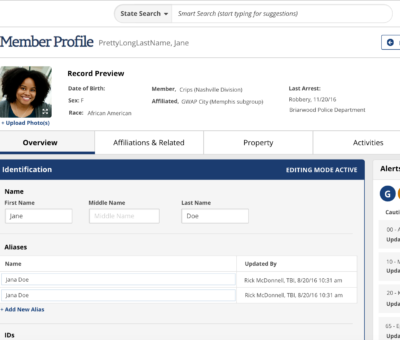 State Search
Smart Search (start typing for suggestions)
Member Profile PrettyLongLastName, Jane
Record Preview
Date of Birth:
Sex: F
Race: African American
Member, Crips (Nashville Division)
Affiliated, GWAP City (Memphis subgroup)
Last Arrest:
Robbery, 11/20/16
Briarwood Police Department
+ Upload Photo(s)
Overview
Affiliations & Related
Property
Activities
Identification
EDITING MODE ACTIVE
Alerts
G
Name
First Name
Middle Name
Last Name
Jane
Middle Name
Doe
Aliases
Name
Updated By
Jana Doe
Rick McDonnell, TBI, 8/20/16 10:31 am
Jana Doe
Rick McDonnell, TBI, 8/20/16 10:31 am
+ Add New Alias
IDs
Cauti
00 - A
Upda
10 - M
Upda
20 - K
Upda
65 - E
Upda